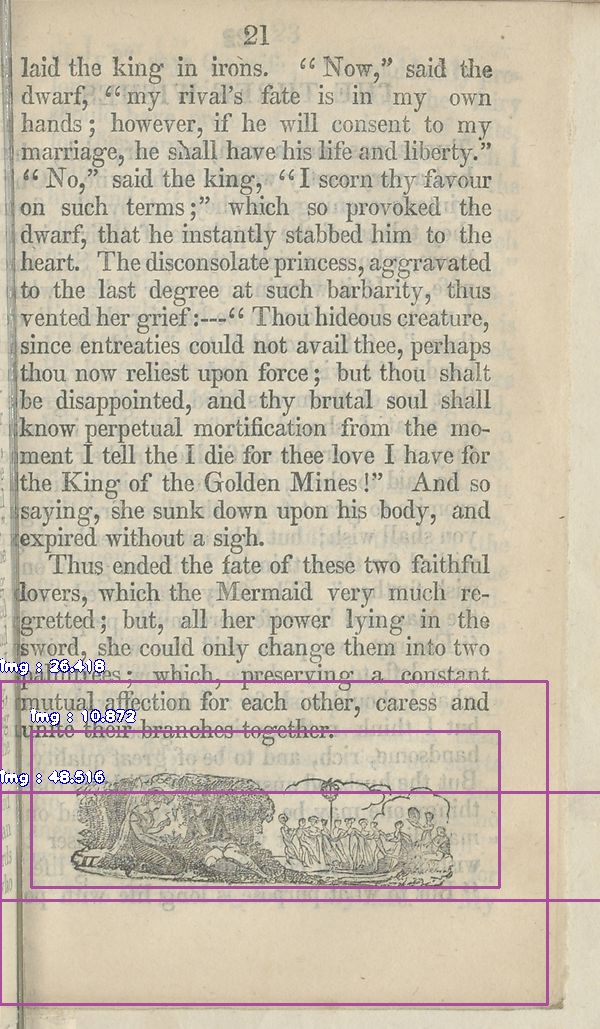 21
laid the king in irons. “ Now,” said the
dwarf, “ my rival's fate is in my own
hands ; however, if he will consent to my
marriage, he shall have his life and liberty.”
“ No,” said the king, “ I scorn thy favour
on such terms ;” which so provoked the
dwarf, that he instantly stabbed him to the
heart. The disconsolate princess, aggravated
to the last degree at such barbarity, thus
vented her grief :---“ Thou hideous creature,
since entreaties could not avail thee, perhaps
thou now reliest upon force ; but thou shalt
be disappointed, and thy brutal soul shall
know perpetual mortification from the mo-
ment I tell the I die for thee love I have for
the King of the Golden Mines !” And so
saying, she sunk down upon his body, and
expired without a sigh.
Thus ended the fate of these two faithful
lovers, which the Mermaid very much re-
gretted ; but, all her power lying in the
sword, she could only change them into two
img : 26.418
palmtrees ; which, preserving a constant
mutual affection for each other, caress and
img : 10.872
unite their branches together.
img : 48.516